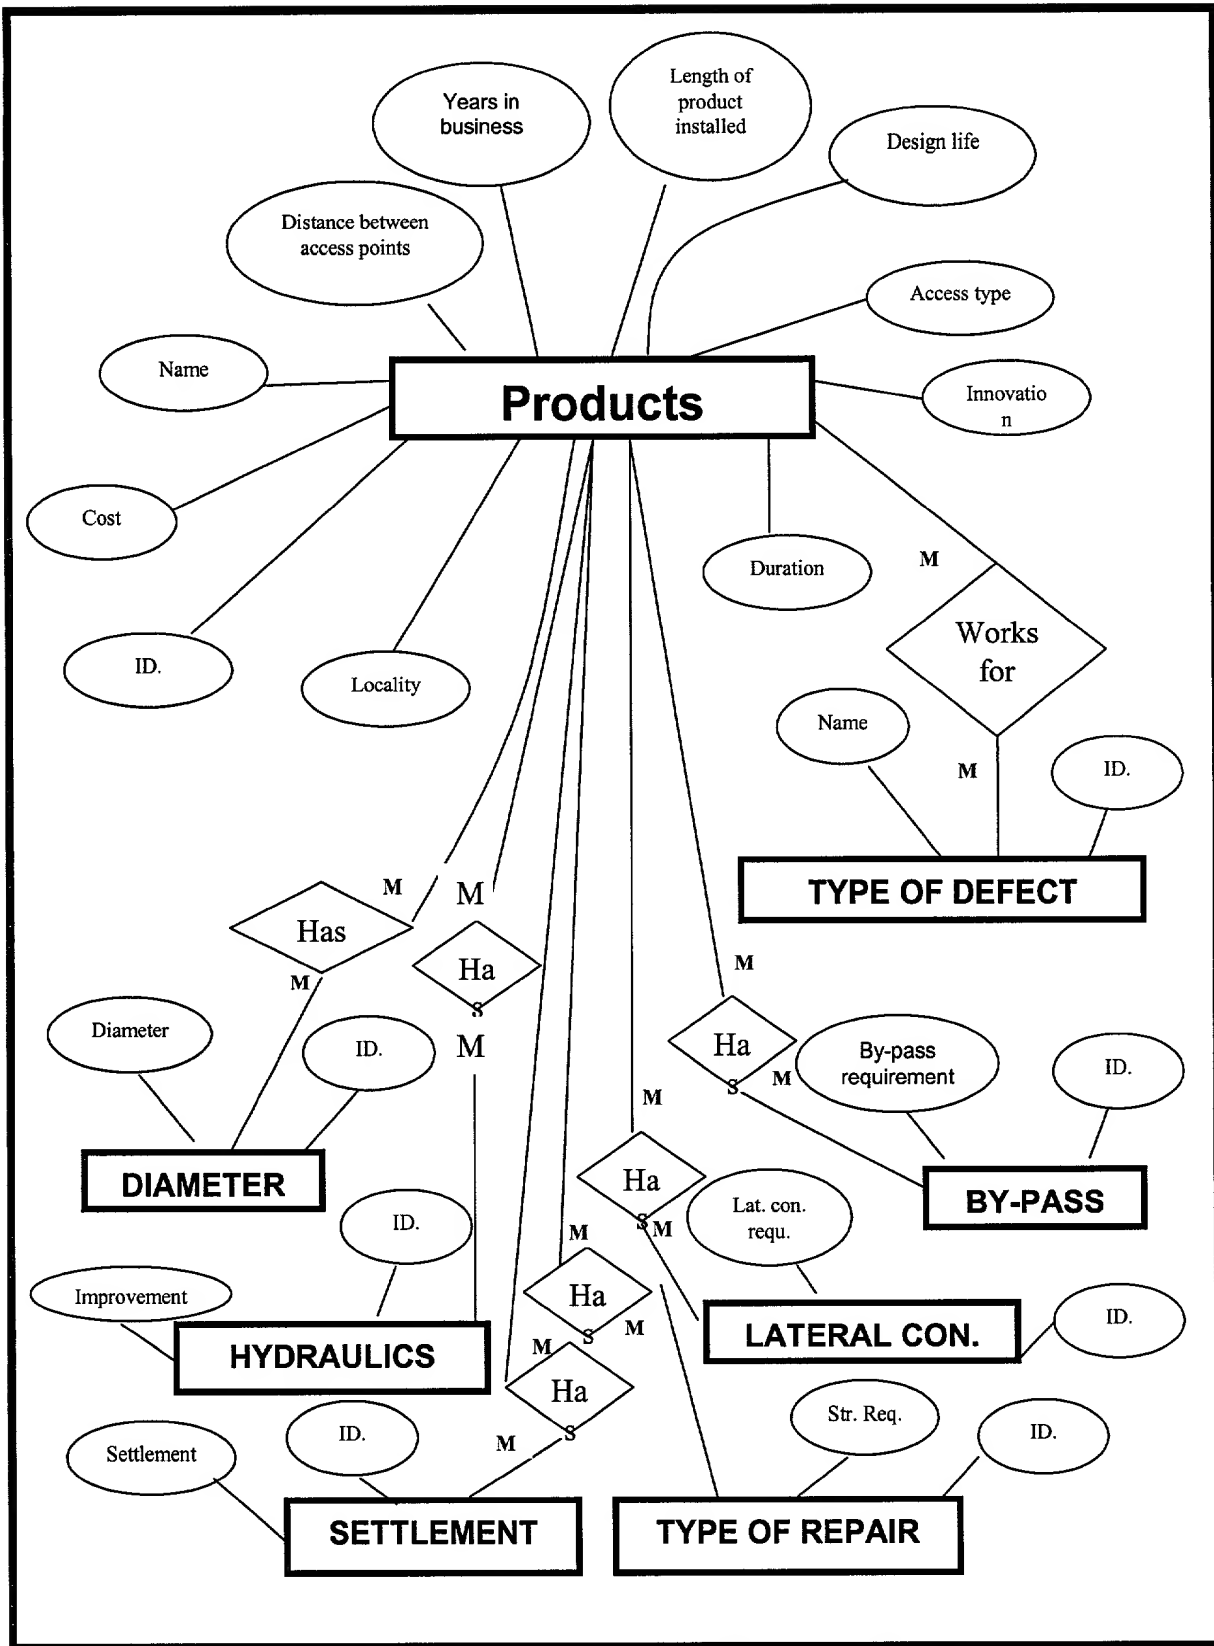 Length of
product
installed
Years in
business
Design life
Distance between
access points
Access type
Name
Innovatio
n
Products
Cost
Duration
M
Works
for
ID.
Locality
Name
M
ID.
TYPE OF DEFECT
M
M
Has
Ha
s
M
M
M
Ha
s
M
Diameter
ID.
By-pass
requirement
ID.
M
DIAMETER
BY-PASS
Ha
s
M
Lat. con.
requ.
ID.
M
Improvement
Ha
s
M
ID.
HYDRAULICS
LATERAL CON.
M
Ha
s
M
Settlement
ID.
Str. Req.
ID.
SETTLEMENT
TYPE OF REPAIR